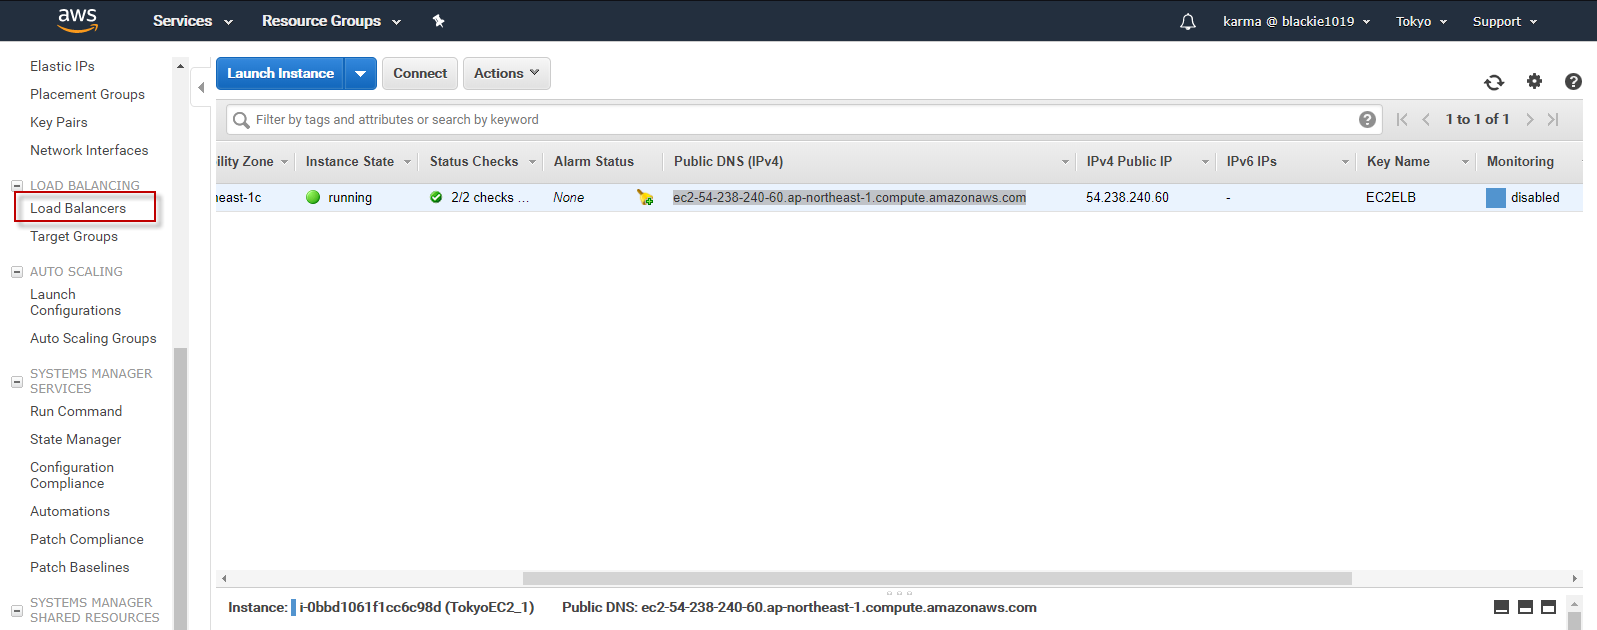 aws Services Resource Groups karma @ blackie1019 Tokyo Support
Elastic IPs
Placement Groups
Key Pairs
Network Interfaces
LOAD BALANCING
Load Balancers
Target Groups
AUTO SCALING
Launch
Configurations
Auto Scaling Groups
SYSTEMS MANAGER
SERVICES
Run Command
State Manager
Configuration
Compliance
Automations
Patch Compliance
Patch Baselines
SYSTEMS MANAGER
SHARED RESOURCES
Launch Instance Connect Actions
Filter by tags and attributes or search by keyword 1 to 1 of 1
ility Zone Instance State Status Checks Alarm Status Public DNS (IPv4) IPv4 Public IP IPv6 IPs Key Name Monitoring
east-1c running 2/2 checks ... None ec2-54-238-240-60.ap-northeast-1.compute.amazonaws.com 54.238.240.60 - EC2ELB disabled
Instance: i-0bbd1061f1cc6c98d (TokyoEC2_1) Public DNS: ec2-54-238-240-60.ap-northeast-1.compute.amazonaws.com